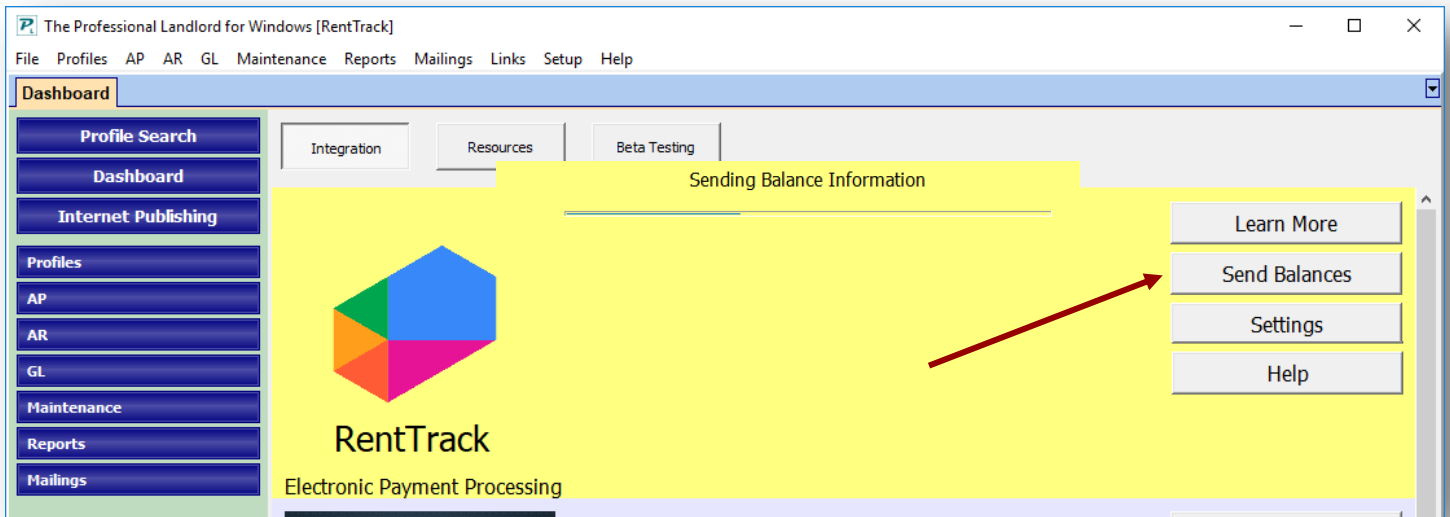 The Professional Landlord for Windows [RentTrack]
File Profiles AP AR GL Maintenance Reports Mailings Links Setup Help
Dashboard
Profile Search
Dashboard
Internet Publishing
Profiles
AP
AR
GL
Maintenance
Reports
Mailings
Integration Resources Beta Testing
Sending Balance Information
Learn More
Send Balances
Settings
Help
RentTrack
Electronic Payment Processing